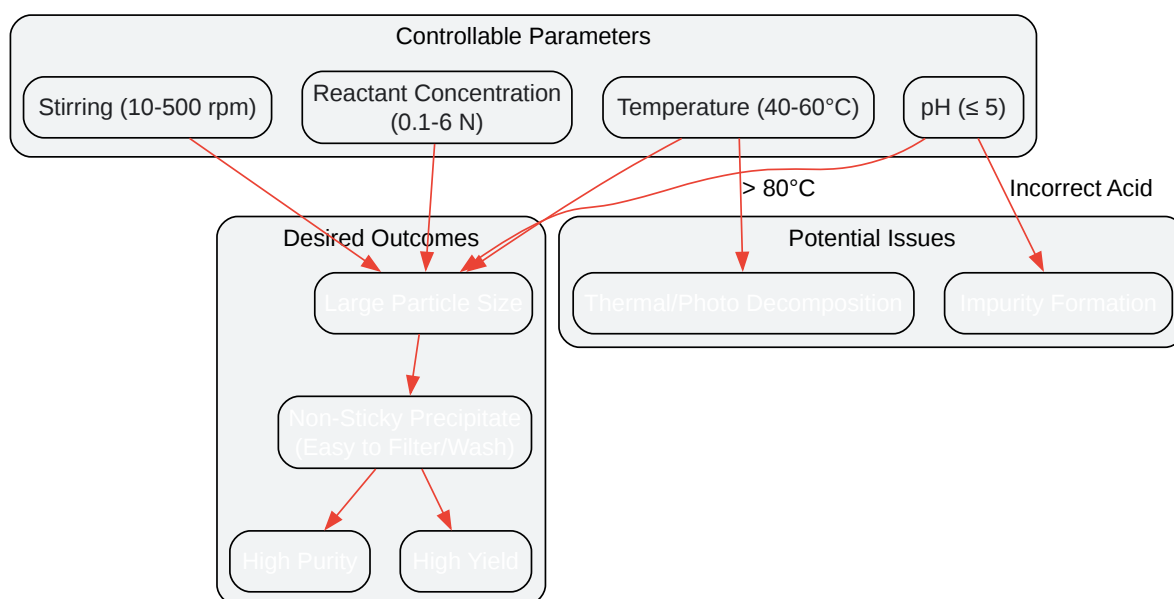 Controllable Parameters
Stirring (10-500 rpm)
Reactant Concentration
(0.1-6 N)
Temperature (40-60°C)
pH (≤ 5)
> 80°C
Incorrect Acid
Desired Outcomes
Potential Issues
Large Particle Size
Thermal/Photo Decomposition
Impurity Formation
Non-Sticky Precipitate
(Easy to Filter/Wash)
High Purity
High Yield